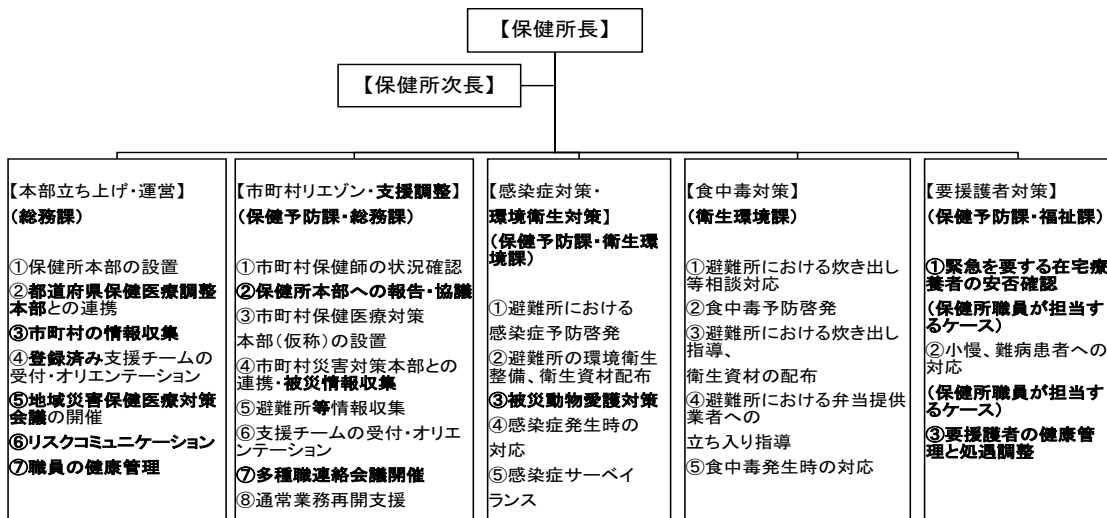 【保健所長】
【保健所次長】
【本部立ち上げ・運営】
(総務課)
①保健所本部の設置
②都道府県保健医療調整
本部との連携
③市町村の情報収集
④登録済み支援チームの
受付・オリエンテーション
⑤地域災害保健医療対策
会議の開催
⑥リスクコミュニケーション
⑦職員の健康管理
【市町村リエゾン・支援調整】
(保健予防課・総務課)
①市町村保健師の状況確認
②保健所本部への報告・協議
③市町村保健医療対策
本部(仮称)の設置
④市町村災害対策本部との
連携・被災情報収集
⑤避難所等情報収集
⑥支援チームの受付・オリエ
ンテーション
⑦多種職連絡会議開催
⑧通常業務再開支援
【感染症対策・
環境衛生対策】
(保健予防課・衛生環
境課)
①避難所における
感染症予防啓発
②避難所の環境衛生
整備、衛生資材配布
③被災動物愛護対策
④感染症発生時の
対応
⑤感染症サーベイ
ランス
【食中毒対策】
(衛生環境課)
①避難所における炊き出し
等相談対応
②食中毒予防啓発
③避難所における炊き出し
指導、
衛生資材の配布
④避難所における弁当提供
業者への
立ち入り指導
⑤食中毒発生時の対応
【要援護者対策】
(保健予防課・福祉課)
①緊急を要する在宅療
養者の安否確認
(保健所職員が担当す
るケース)
②小慢、難病患者への
対応
(保健所職員が担当す
るケース)
③要援護者の健康管
理と処遇調整